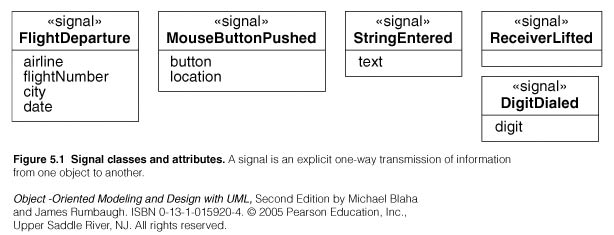 «signal»
FlightDeparture
airline
flightNumber
city
date
«signal»
MouseButtonPushed
button
location
«signal»
StringEntered
text
«signal»
ReceiverLifted
«signal»
DigitDialed
digit
Figure 5.1 Signal classes and attributes. A signal is an explicit one-way transmission of information
from one object to another.
Object -Oriented Modeling and Design with UML, Second Edition by Michael Blaha
and James Rumbaugh. ISBN 0-13-1-015920-4. © 2005 Pearson Education, Inc.,
Upper Saddle River, NJ. All rights reserved.